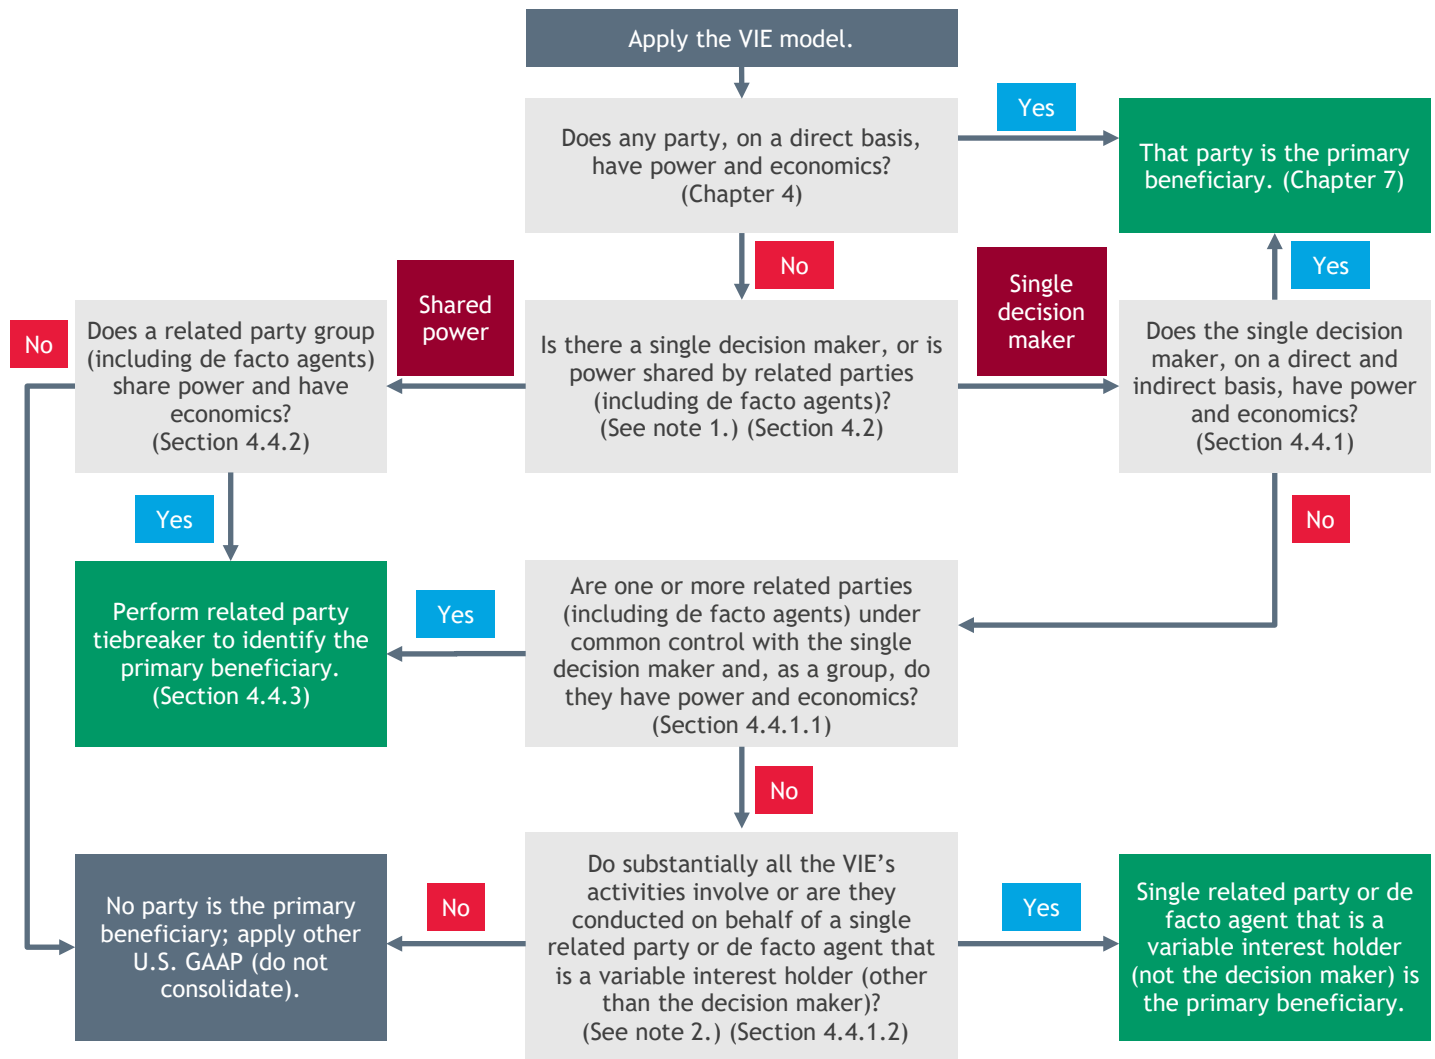 Apply the VIE model.
Does any party, on a direct basis,
have power and economics?
(Chapter 4)
Yes
That party is the primary
beneficiary. (Chapter 7)
No
Shared
power
Single
decision
maker
Yes
No
Does a related party group
(including de facto agents)
share power and have
economics?
(Section 4.4.2)
Is there a single decision maker, or is
power shared by related parties
(including de facto agents)?
(See note 1.) (Section 4.2)
Does the single decision
maker, on a direct and
indirect basis, have power
and economics?
(Section 4.4.1)
Yes
No
Perform related party
tiebreaker to identify the
primary beneficiary.
(Section 4.4.3)
Yes
Are one or more related parties
(including de facto agents) under
common control with the single
decision maker and, as a group, do
they have power and economics?
(Section 4.4.1.1)
No
No party is the primary
beneficiary; apply other
U.S. GAAP (do not
consolidate).
No
Do substantially all the VIE’s
activities involve or are they
conducted on behalf of a single
related party or de facto agent that
is a variable interest holder (other
than the decision maker)?
(See note 2.) (Section 4.4.1.2)
Yes
Single related party or de
facto agent that is a
variable interest holder
(not the decision maker) is
the primary beneficiary.